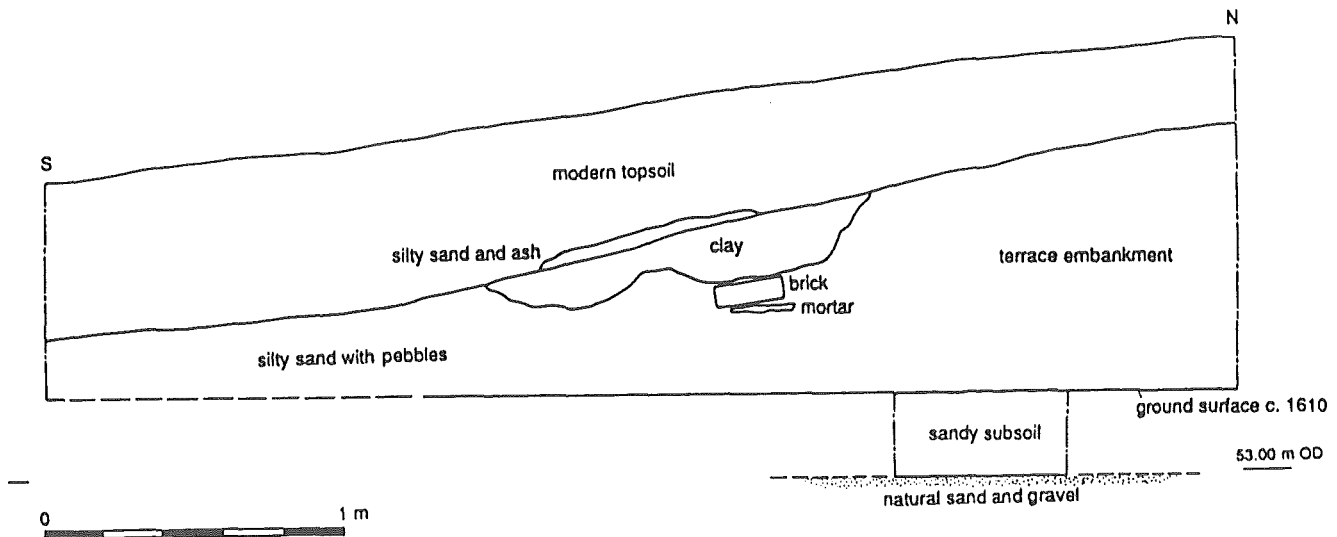 N
S
modern topsoil
silty sand and ash
clay
terrace embankment
brick
mortar
silty sand with pebbles
ground surface c. 1610
sandy subsoil
53.00 m OD
natural sand and gravel
0 1 m